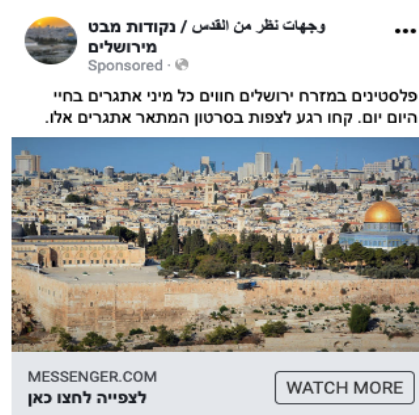 وجهات نظر من القدس / נקודות מבט
מירושלים
Sponsored ·
פלסטינים במזרח ירושלים חווים כל מיני אתגרים בחיי
היום יום. קחו רגע לצפות בסרטון המתאר אתגרים אלו.
MESSENGER.COM
לצפייה לחצו כאן
WATCH MORE